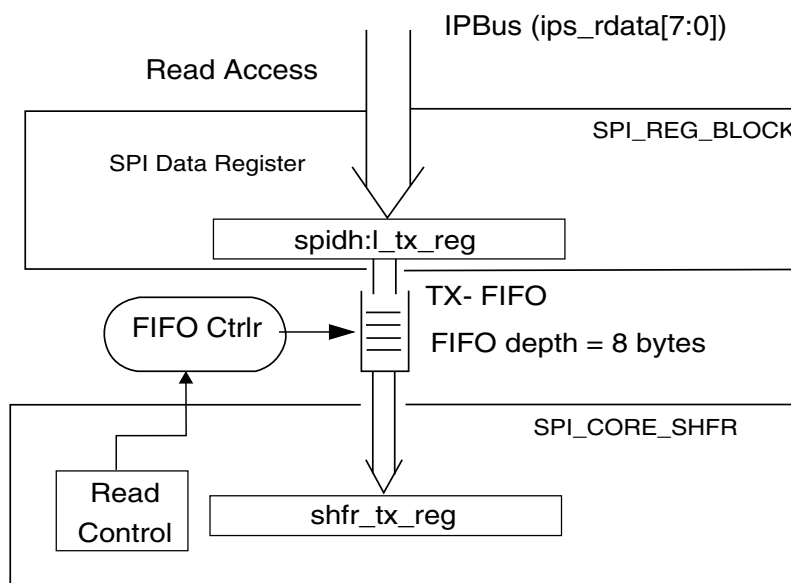 IPBus (ips_rdata[7:0])
Read Access
SPI_REG_BLOCK
SPI Data Register
spidh:l_tx_reg
TX- FIFO
FIFO Ctrlr
FIFO depth = 8 bytes
SPI_CORE_SHFR
Read
Control
shfr_tx_reg